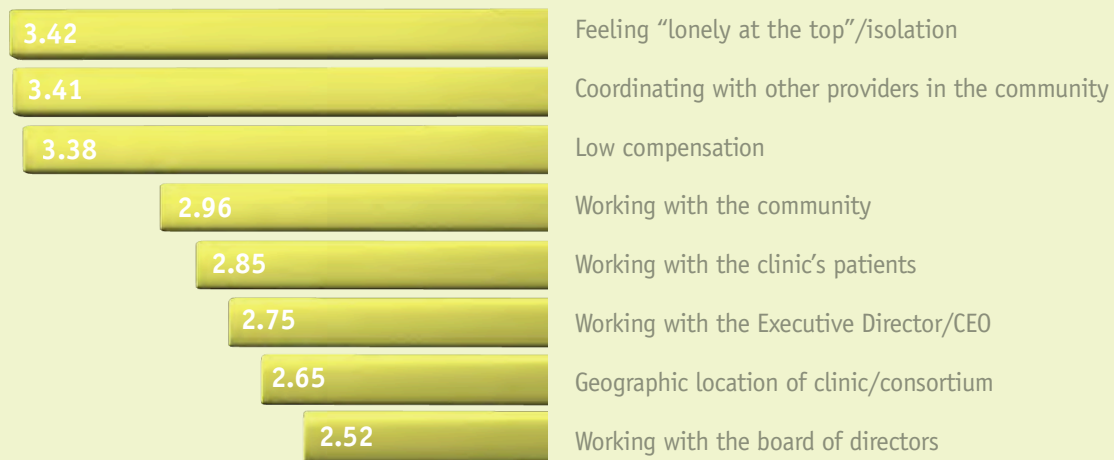 3.42 Feeling “lonely at the top”/isolation
3.41 Coordinating with other providers in the community
3.38 Low compensation
2.96 Working with the community
2.85 Working with the clinic’s patients
2.75 Working with the Executive Director/CEO
2.65 Geographic location of clinic/consortium
2.52 Working with the board of directors